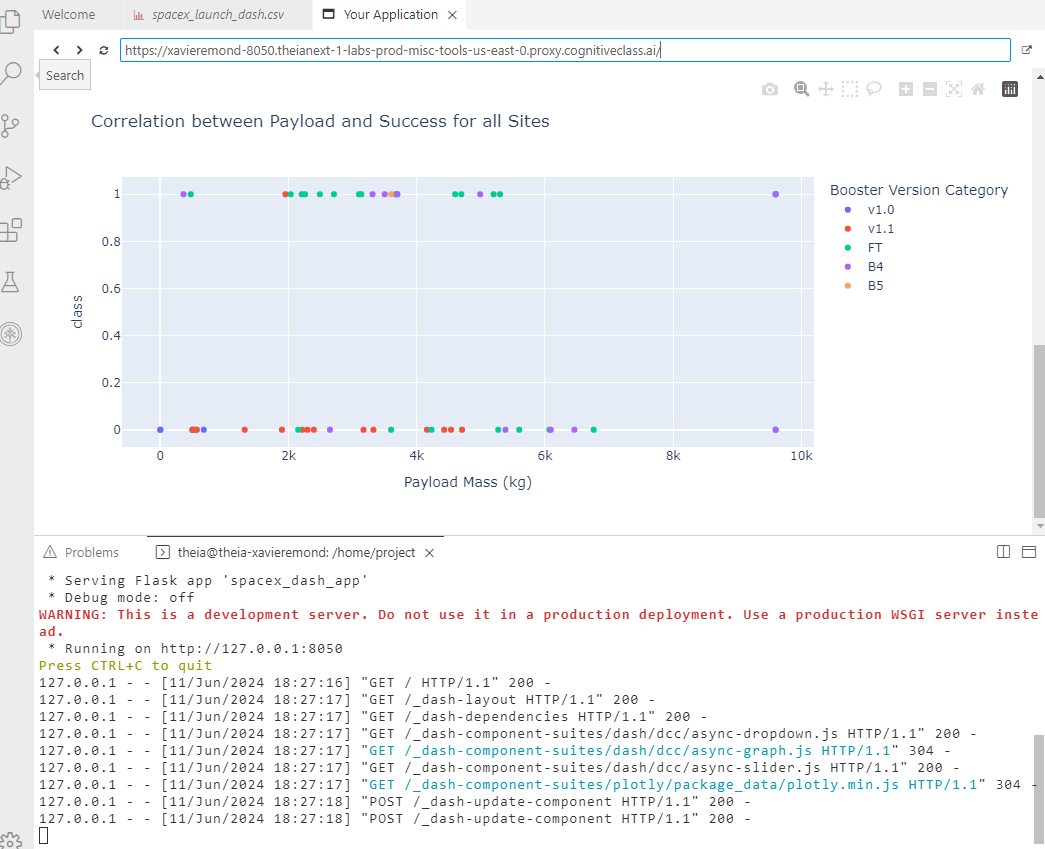 Welcome
spacex_launch_dash.csv
Your Application
https://xavieremond-8050.theianext-1-labs-prod-misc-tools-us-east-0.proxy.cognitiveclass.ai/
Search
Correlation between Payload and Success for all Sites
1
0.8
0.6
0.4
0.2
0
class
0
2k
4k
6k
8k
10k
Payload Mass (kg)
Booster Version Category
v1.0
v1.1
FT
B4
B5
Problems
theia@theia-xavieremond: /home/project
* Serving Flask app 'spacex_dash_app'
* Debug mode: off
WARNING: This is a development server. Do not use it in a production deployment. Use a production WSGI server inste
ad.
* Running on http://127.0.0.1:8050
Press CTRL+C to quit
127.0.0.1 - - [11/Jun/2024 18:27:16] "GET / HTTP/1.1" 200 -
127.0.0.1 - - [11/Jun/2024 18:27:17] "GET /_dash-layout HTTP/1.1" 200 -
127.0.0.1 - - [11/Jun/2024 18:27:17] "GET /_dash-dependencies HTTP/1.1" 200 -
127.0.0.1 - - [11/Jun/2024 18:27:17] "GET /_dash-component-suites/dash/dcc/async-dropdown.js HTTP/1.1" 200 -
127.0.0.1 - - [11/Jun/2024 18:27:17] "GET /_dash-component-suites/dash/dcc/async-graph.js HTTP/1.1" 304 -
127.0.0.1 - - [11/Jun/2024 18:27:17] "GET /_dash-component-suites/dash/dcc/async-slider.js HTTP/1.1" 200 -
127.0.0.1 - - [11/Jun/2024 18:27:17] "GET /_dash-component-suites/plotly/package_data/plotly.min.js HTTP/1.1" 304 -
127.0.0.1 - - [11/Jun/2024 18:27:18] "POST /_dash-update-component HTTP/1.1" 200 -
127.0.0.1 - - [11/Jun/2024 18:27:18] "POST /_dash-update-component HTTP/1.1" 200 -